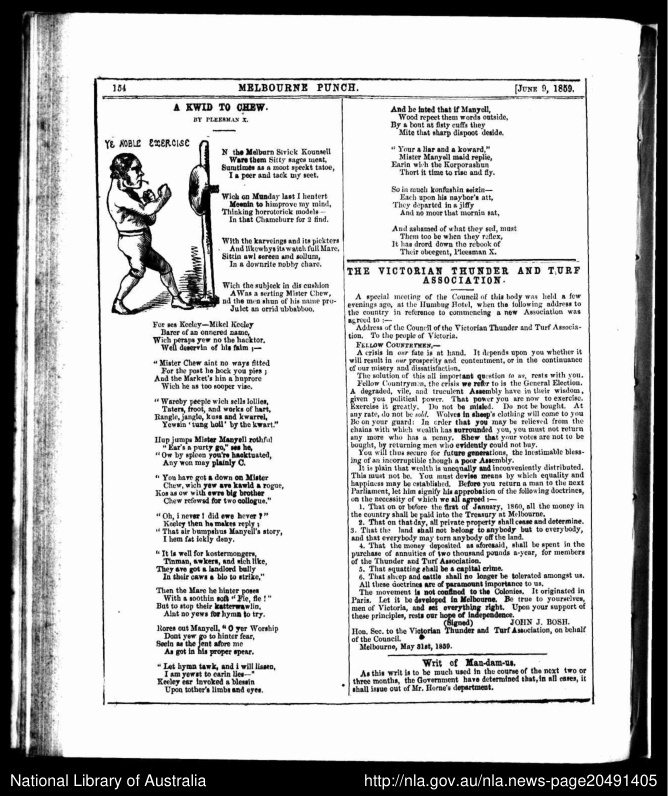 154
MELBOURNE PUNCH.
[JUNE 9, 1859.
A KWID TO CHEW.
BY PLEESMAN X.
YE NOBLE EXERCISE
N the Melburn Sivick Kounsell
Ware them Sitty sages meat,
Sumtimes as a moot speckt tatoe,
I a peer and tack my seet.
Wich on Munday last I hentert
Meanin to himprove my mind,
Thinking horrotorick models—
In that Chameburr for 2 find.
With the karveings and its pickters
And likewhys its watch full Mare,
Sittin awl sereen and sollum,
In a downrite nobby chare.
Wich the subjeck in dis cushion
A Was a serting Mister Chew,
nd the men shun of his name pro-
Juist an orrid ubbabboo.
For ses Keeley—Mikel Keeley
Barer of an onnered name,
Wich peraps yew no the hacktor,
Well deservin of his faim ;—
" Mister Chew aint no ways fitted
For the post he hock you pies ;
And the Market's hin a huprore
Wich he as too sooper vise.
" Wareby peeple wich sells lollies,
Taters, froot, and works of hart,
Rangle, jangle, kuss and kwarrel,
Yewsin ' tung holl' by the kwart."
Hup jumps Mister Manyell rothful
" Ear's a purty go," ses he,
" Ow by spleen you're hacktuated,
Any won may plainly C.
" You have got a down on Mister
Chew, wich yew ave kawld a rogue,
Kos as ow with ewre big brother
Chew refewsd for two collogue."
" Oh, i never ! did ewe hever ?"
Keeley then he makes reply ;
" That air bumpshus Manyell's story,
I hem fat ickly deny.
" It is well for kostermongers,
Tinman, awkers, and sich like,
They ave got a landlord bully
In their caws a blo to strike,"
Then the Mare he hinter poses
With a soothin soft " Fie, fie !"
But to stop their katterwawlin,
Aint no yows for hymn to try.
Rores out Manyell, " O yer Worship
Dont yew go to hinter fear,
Seein as the jent afore me
As got in his proper spear.
" Let hymn tawk, and i will lissen,
I am yewst to carin lies—"
Keeley ear invoked a blessin
Upon tother's limbs and eyes.
And he inted that if Manyell,
Wood repeet them words outside,
By a bout at fisty cuffs they
Mite that sharp dispoot deside.
" Your a liar and a koward,"
Mister Manyell maid replie,
Earin wich the Korporashun
Thort it time to rise and fly.
So in much konfushin seizin—
Each upon his naybor's att,
They departed in a jiffy
And no moor that mornin sat,
And ashamed of what they sed, must
Them too be when they reflex,
It has drord down the rebook of
Their obeegent, Pleesman X.
THE VICTORIAN THUNDER AND TURF
ASSOCIATION.
A special meeting of the Council of this body was held a few
evenings ago, at the Humbug Hotel, when the following address to
the country in reference to commencing a new Association was
agreed to :—
Address of the Council of the Victorian Thunder and Turf Associa-
tion. To the people of Victoria.
FELLOW COUNTRYMEN,—
A crisis in our fate is at hand. It depends upon you whether it
will result in our prosperity and contentment, or in the continuance
of our misery and dissatisfaction.
The solution of this all important question to us, rests with you.
Fellow Countrymen, the crisis we refer to is the General Election.
A degraded, vile, and truculent Assembly have in their wisdom,
given you political power. That power you are now to exercise.
Exercise it greatly. Do not be misled. Do not be bought. At
any rate, do not be sold. Wolves in sheep's clothing will come to you
Be on your guard: In order that you may be relieved from the
chains with which wealth has surrounded you, you must not return
any more who has a penny. Shew that your votes are not to be
bought, by returning men who evidently could not buy.
You will thus secure for future generations, the inestimable bless-
ing of an incorruptible though a poor Assembly.
It is plain that wealth is unequally and inconveniently distributed.
This must not be. You must devise means by which equality and
happiness may be established. Before you return a man to the next
Parliament, let him signify his approbation of the following doctrines,
on the necessity of which we all agreed :—
1. That on or before the first of January, 1860, all the money in
the country shall be paid into the Treasury at Melbourne.
2. That on that day, all private property shall cease and determine.
3. That the land shall not belong to anybody but to everybody,
and that everybody may turn anybody off the land.
4. That the money deposited as aforesaid, shall be spent in the
purchase of annuities of two thousand pounds a-year, for members
of the Thunder and Turf Association.
5. That squatting shall be a capital crime.
6. That sheep and cattle shall no longer be tolerated amongst us.
All these doctrines are of paramount importance to us.
The movement is not confined to the Colonies. It originated in
Paris. Let it be developed in Melbourne. Be true to yourselves,
men of Victoria, and set everything right. Upon your support of
these principles, rests our hope of independence.
(Signed) JOHN J. BOSH.
Hon. Sec. to the Victorian Thunder and Turf Association, on behalf
of the Council.
Melbourne, May 31st, 1859.
Writ of Man-dam-us.
As this writ is to be much used in the course of the next two or
three months, the Government have determined that, in all cases, it
shall issue out of Mr. Horne's department.
National Library of Australia
http://nla.gov.au/nla.news-page20491405